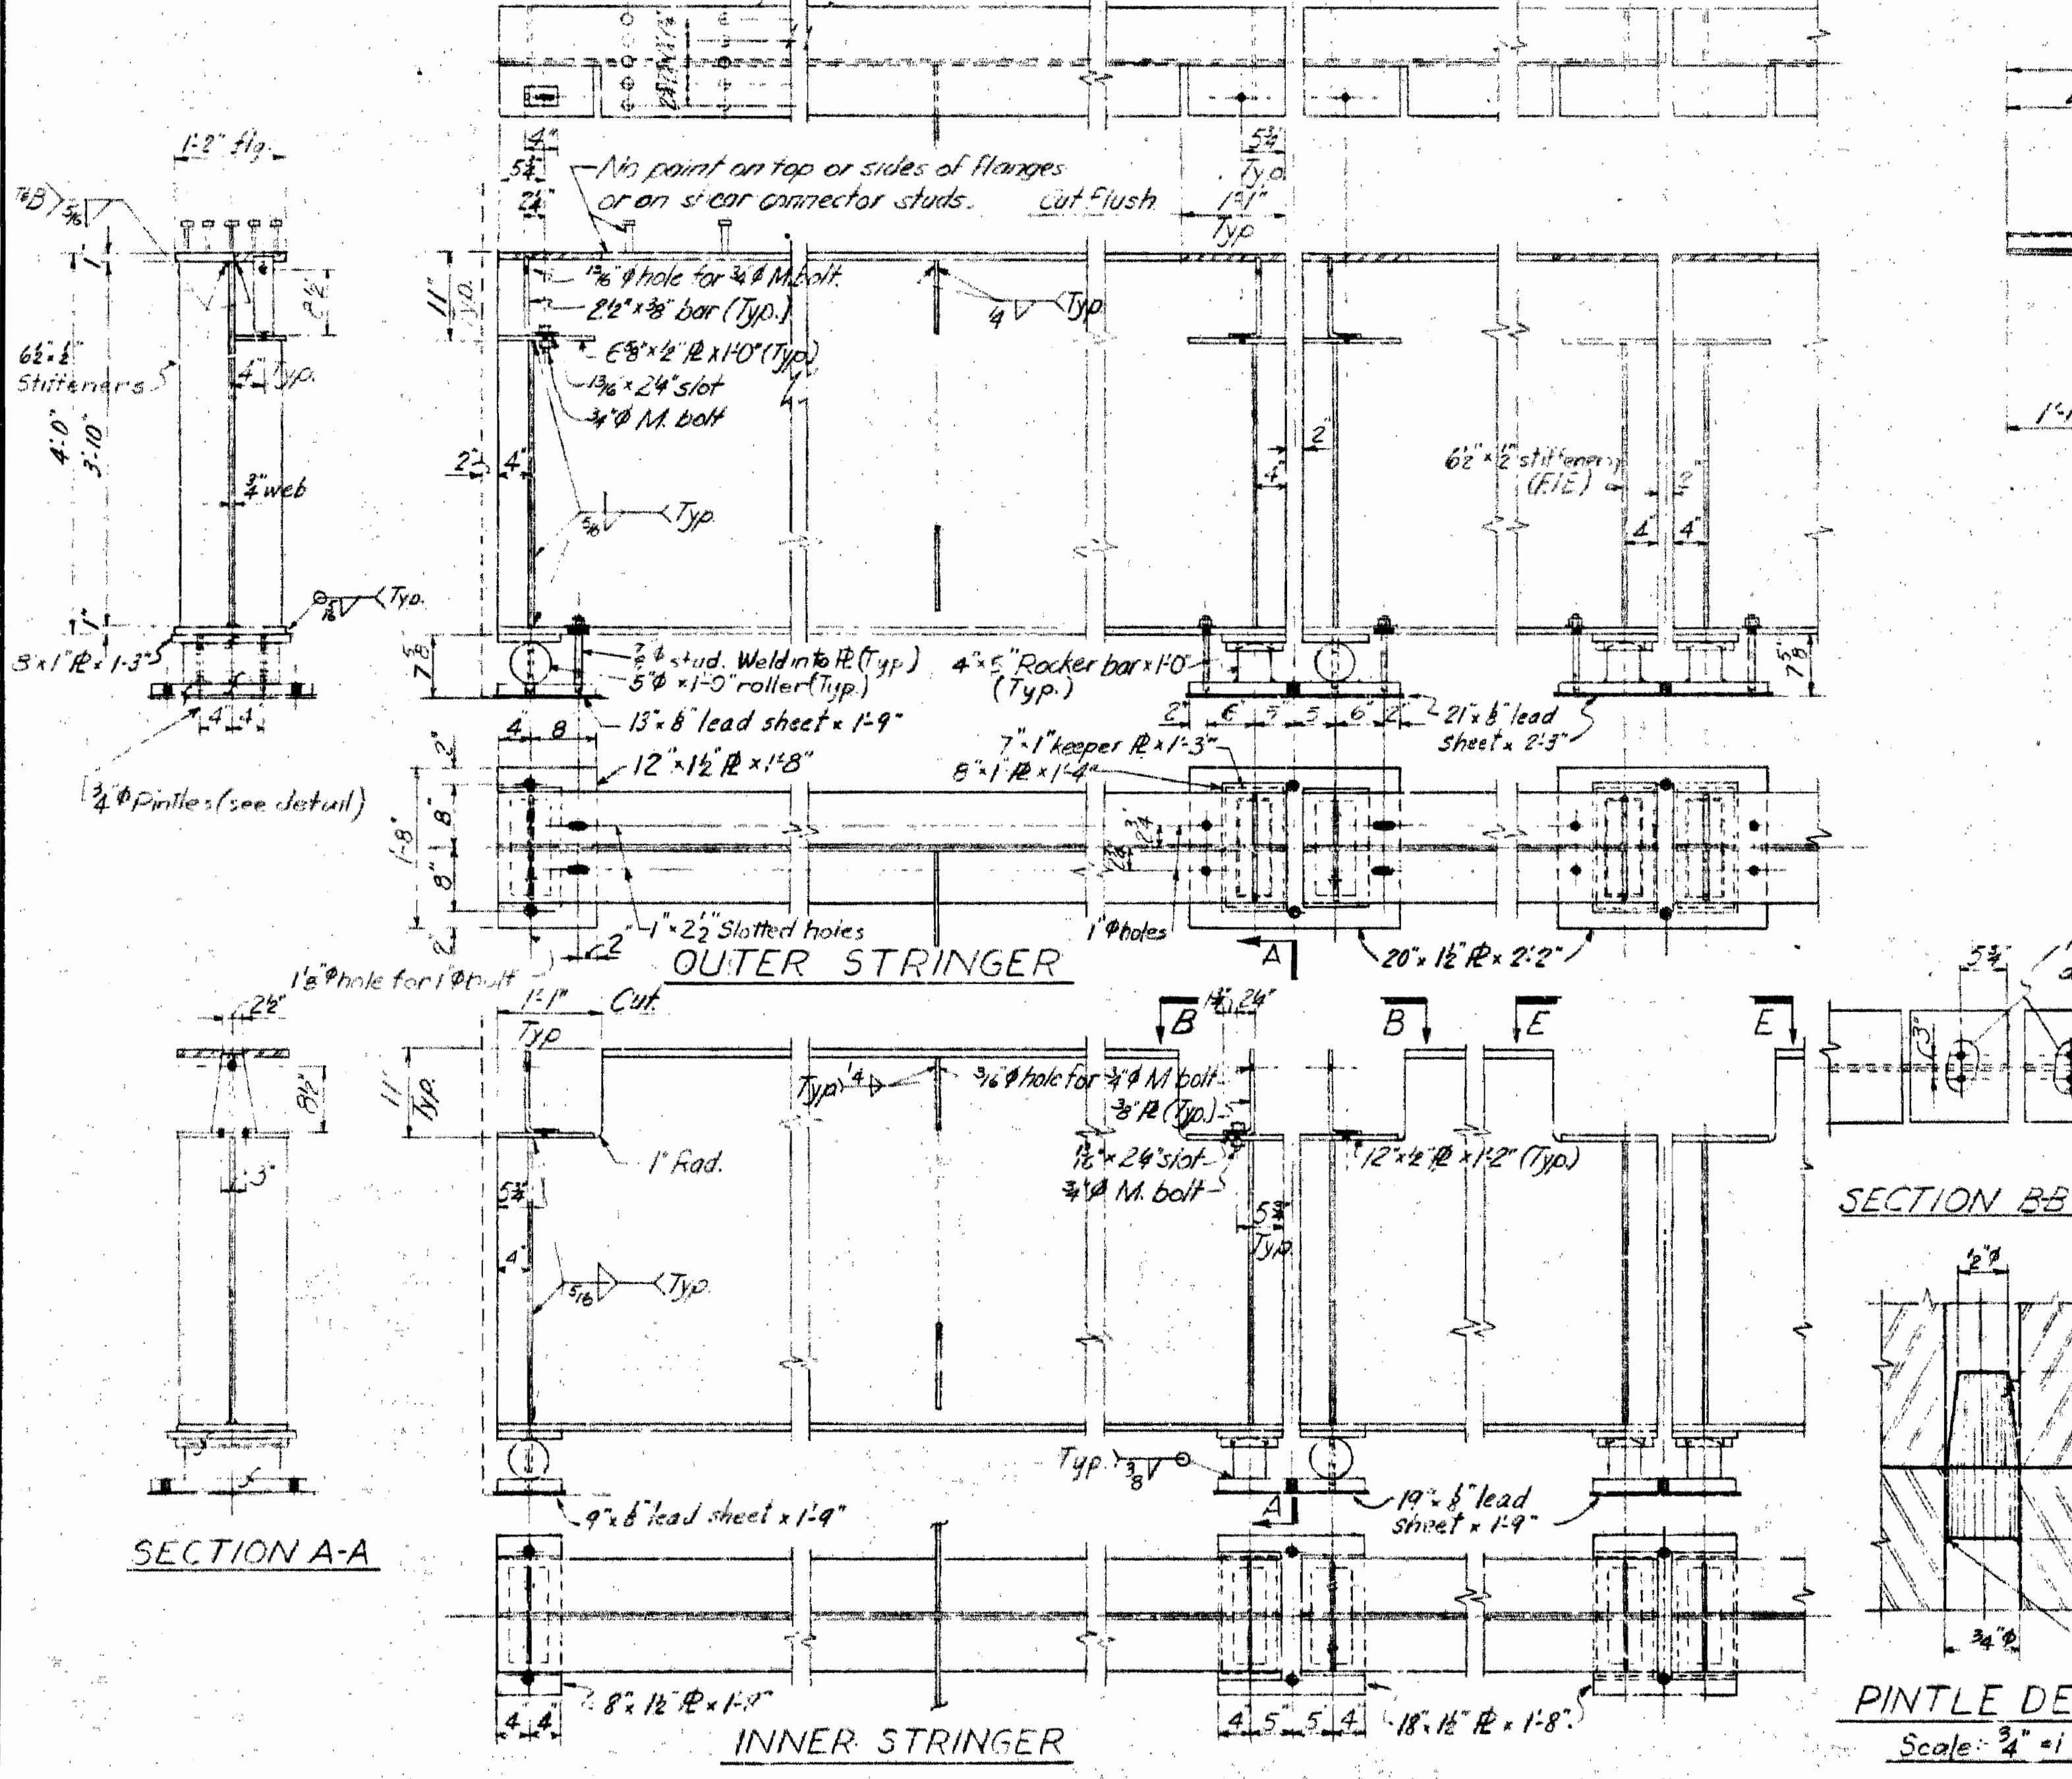 1'-2" flg.
5/16
1"
4'-0"
3'-10"
1"
8½"
6½"x½"
Stiffeners
4" Typ.
¾" web
5/16 Typ.
8"x1" PL x 1'-3"
4 4
¾"φ Pintles (see detail)
4"
5¾"
2¼"
No paint on top or sides of flanges
or on shear connector studs.
Cut flush
5¾"
Typ.
1'-1"
Typ
11"
Typ.
13/16"φ hole for ¾"φ M. bolt.
2½"x⅜" bar (Typ.)
6⅝"x½" PL x 1'-0" (Typ.)
13/16"x2¼" slot
¾"φ M. bolt
¼ Typ.
2" 4"
5/16 Typ.
2"
4"
6½"x½" stiffeners
(F/E)
2"
4" 4"
7⅝"
⅞"φ stud. Weld into PL (Typ.)
5"φ x 1'-0" roller (Typ.)
13"x⅛" lead sheet x 1'-9"
4"x5" Rocker bar x 1'-0"
(Typ.)
7⅝"
2" 6" 5" 5 6" 2"
21"x⅛" lead
sheet x 2'-3"
4 8
12"x1½" PL x 1'-8"
7"x1" keeper PL x 1'-3"
8"x1" PL x 1'-4"
2"
1'-8"
8"
8"
2"
2¾"
2¾"
1"x2½" Slotted holes
2"
1"φ holes
20"x1½" PL x 2'-2"
1⅛"φ hole for 1"φ bolt
OUTER STRINGER
A
2½"
8½"
3"
SECTION A-A
1'-1"
Typ
Cut.
11"
Typ.
1" Rad.
5¾"
4"
5/16 Typ.
Typ. ¼
13/16"φ hole for ¾"φ M bolt
⅜" PL (Typ.)
13/16"x2¼" slot
¾"φ M. bolt
1¾" 2¼"
B B E E
12"x½" PL x 1'-2" (Typ.)
5¾"
Typ.
5¾"
3"
SECTION B-B
Typ. ⅜
A
9"x⅛" lead sheet x 1'-9"
19"x⅛" lead
sheet x 1'-9"
8"x1½" PL x 1'-8"
4" 4"
4" 5" 5" 4"
18"x1½" PL x 1'-8"
INNER STRINGER
½"φ
¾"φ
PINTLE DE
Scale:- ¾" = 1